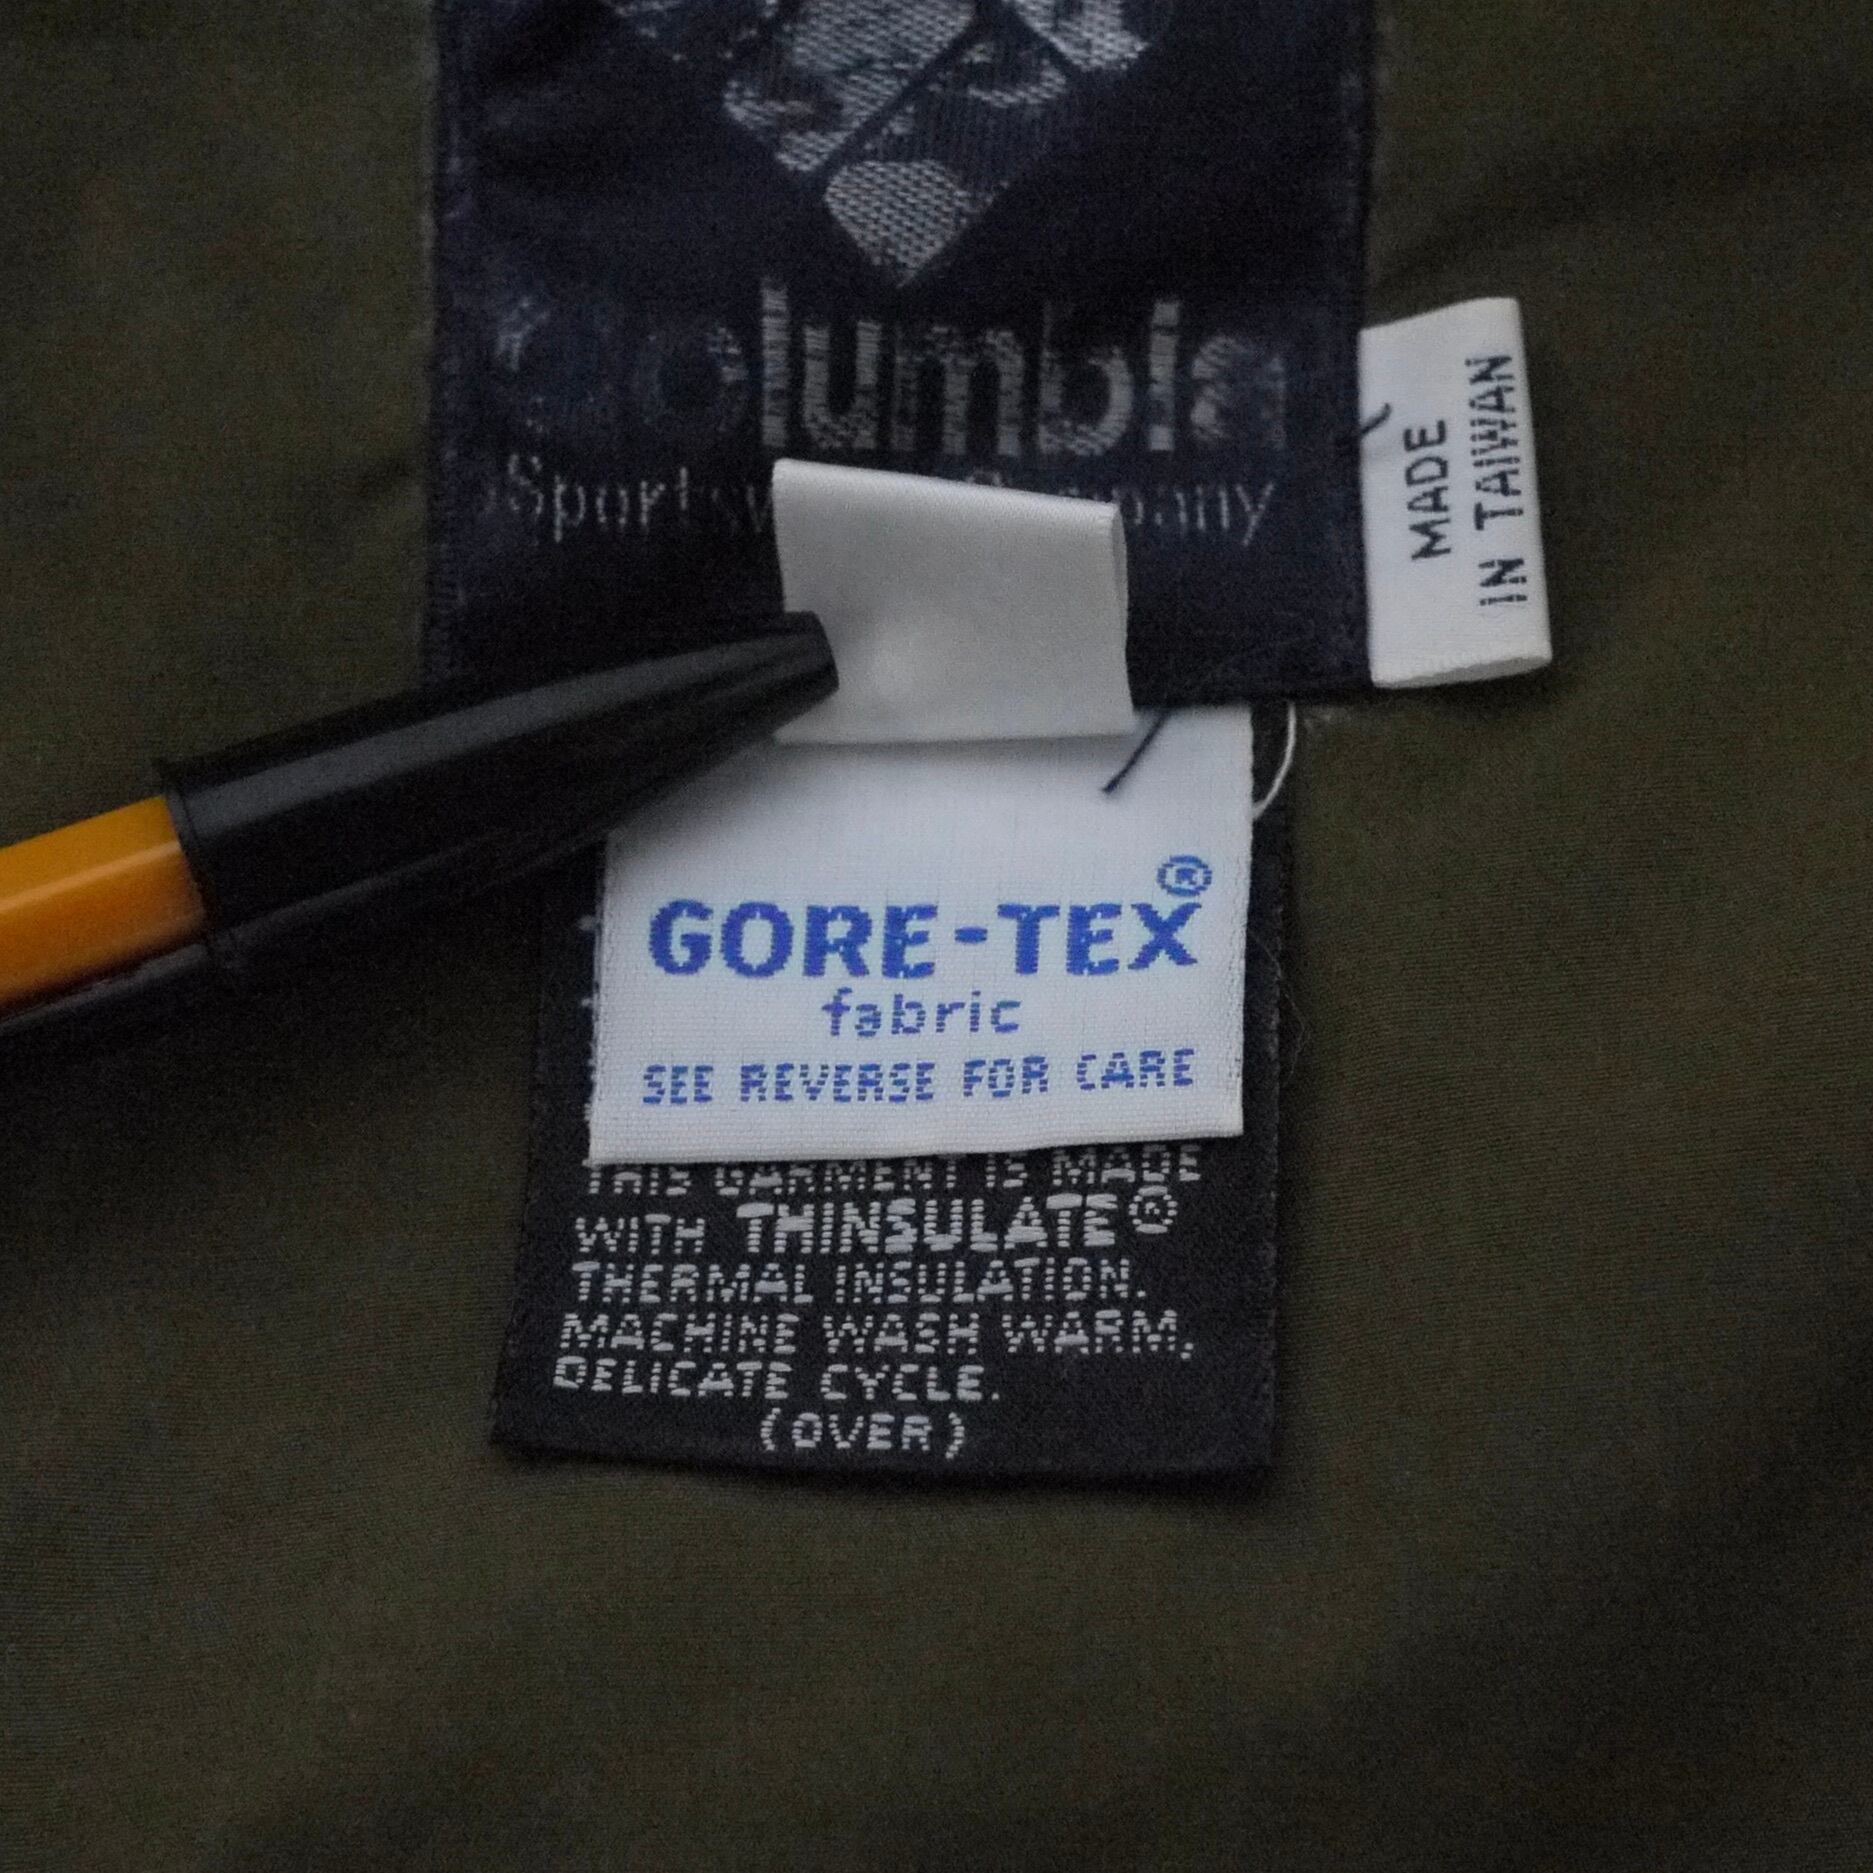 Columbia
Sportsw Company
MADE
IN TAIWAN
GORE-TEX®
fabric
SEE REVERSE FOR CARE
THIS GARMENT IS MADE
WITH THINSULATE®
THERMAL INSULATION.
MACHINE WASH WARM,
DELICATE CYCLE.
(OVER)